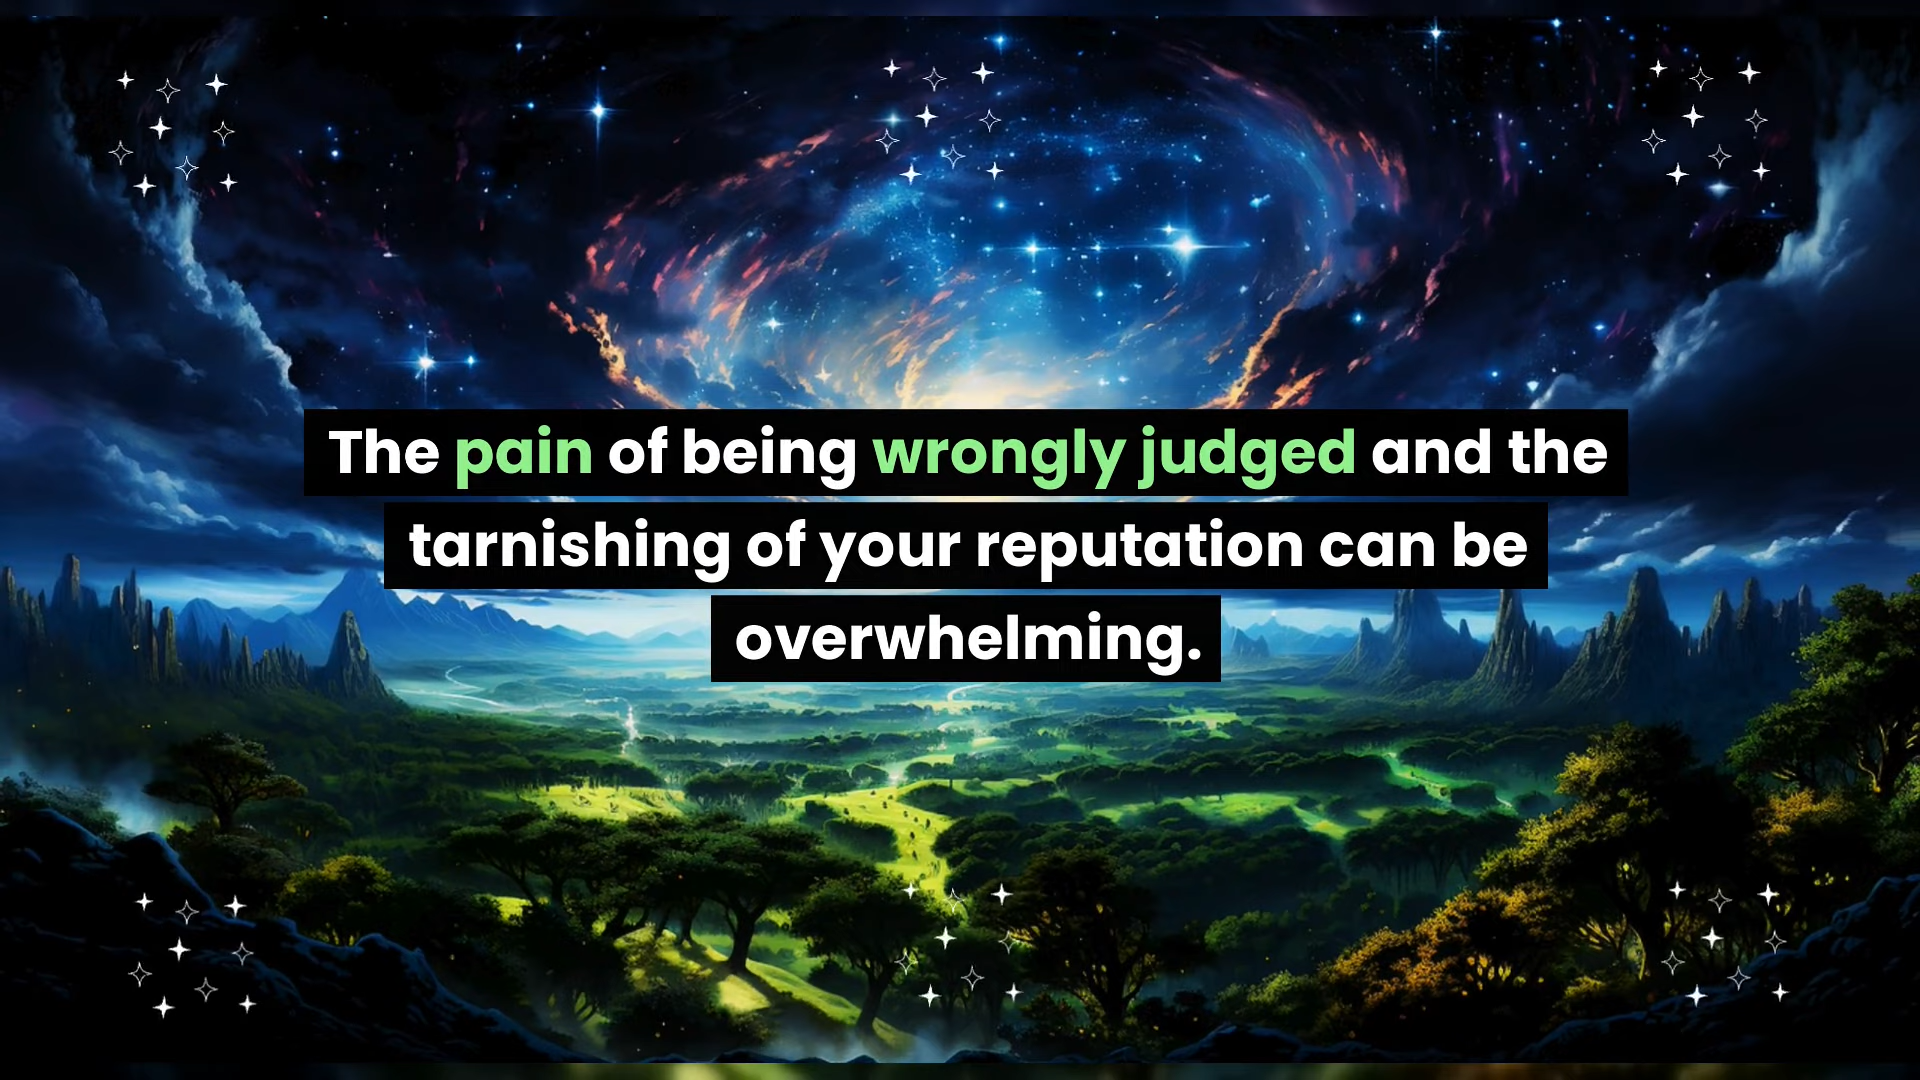 The pain of being wrongly judged and the
tarnishing of your reputation can be
overwhelming.